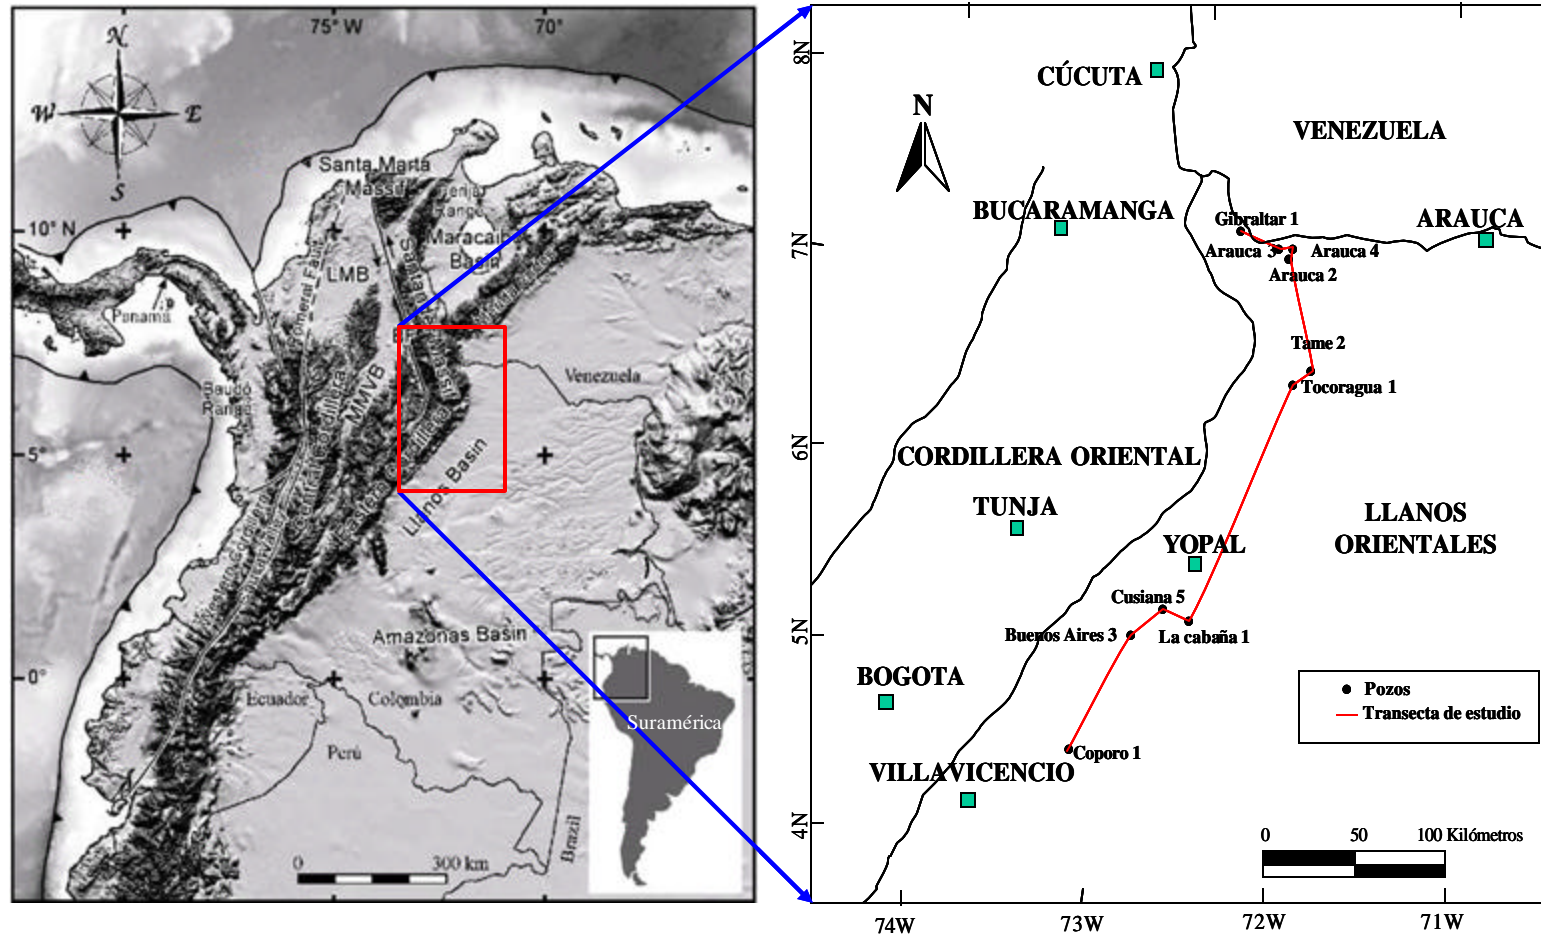 75° W
70°
N
W
E
S
10° N
5°
0°
Santa Marta
Massif
Perija
Range
Maracaibo
Basin
LMB
Panamá
Baudó
Range
MMVB
Venezuela
Llanos Basin
Amazonas Basin
Ecuador
Colombia
Perú
Brazil
Suramérica
0
300 km
8N
7N
6N
5N
4N
74W
73W
72W
71W
N
CÚCUTA
VENEZUELA
BUCARAMANGA
Gibraltar 1
ARAUCA
Arauca 3
Arauca 4
Arauca 2
Tame 2
Tocoragua 1
CORDILLERA ORIENTAL
TUNJA
LLANOS
ORIENTALES
YOPAL
Cusiana 5
Buenos Aires 3
La cabaña 1
BOGOTA
Coporo 1
VILLAVICENCIO
Pozos
Transecta de estudio
0
50
100 Kilómetros